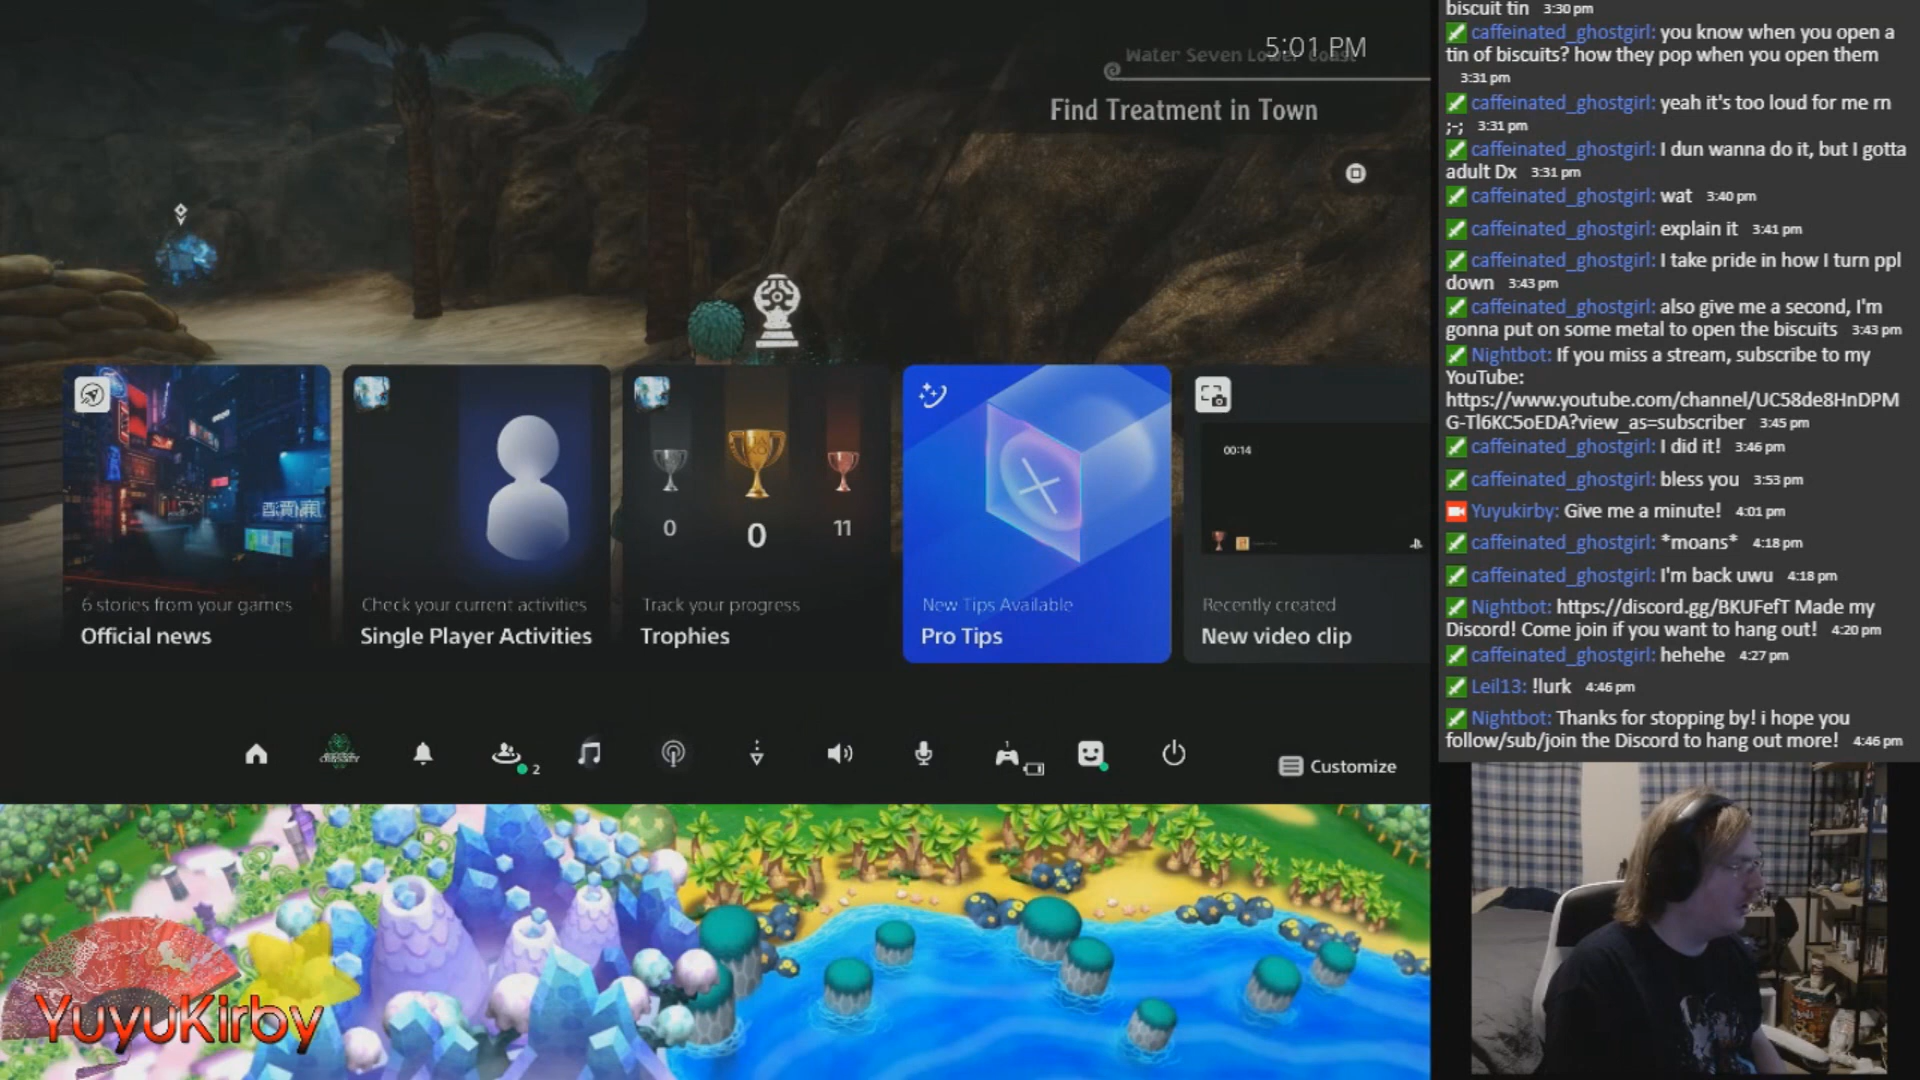 5:01 PM
Water Seven Lower Coast
Find Treatment in Town
00:14
0
0
11
6 stories from your games
Official news
Check your current activities
Single Player Activities
Track your progress
Trophies
New Tips Available
Pro Tips
Recently created
New video clip
2
1
Customize
YuyuKirby
biscuit tin 3:30 pm
caffeinated_ghostgirl: you know when you open a
tin of biscuits? how they pop when you open them
3:31 pm
caffeinated_ghostgirl: yeah it's too loud for me rn
;-; 3:31 pm
caffeinated_ghostgirl: I dun wanna do it, but I gotta
adult Dx 3:31 pm
caffeinated_ghostgirl: wat 3:40 pm
caffeinated_ghostgirl: explain it 3:41 pm
caffeinated_ghostgirl: I take pride in how I turn ppl
down 3:43 pm
caffeinated_ghostgirl: also give me a second, I'm
gonna put on some metal to open the biscuits 3:43 pm
Nightbot: If you miss a stream, subscribe to my
YouTube:
https://www.youtube.com/channel/UC58de8HnDPM
G-Tl6KC5oEDA?view_as=subscriber 3:45 pm
caffeinated_ghostgirl: I did it! 3:46 pm
caffeinated_ghostgirl: bless you 3:53 pm
Yuyukirby: Give me a minute! 4:01 pm
caffeinated_ghostgirl: *moans* 4:18 pm
caffeinated_ghostgirl: I'm back uwu 4:18 pm
Nightbot: https://discord.gg/BKUFefT Made my
Discord! Come join if you want to hang out! 4:20 pm
caffeinated_ghostgirl: hehehe 4:27 pm
Leil13: !lurk 4:46 pm
Nightbot: Thanks for stopping by! i hope you
follow/sub/join the Discord to hang out more! 4:46 pm